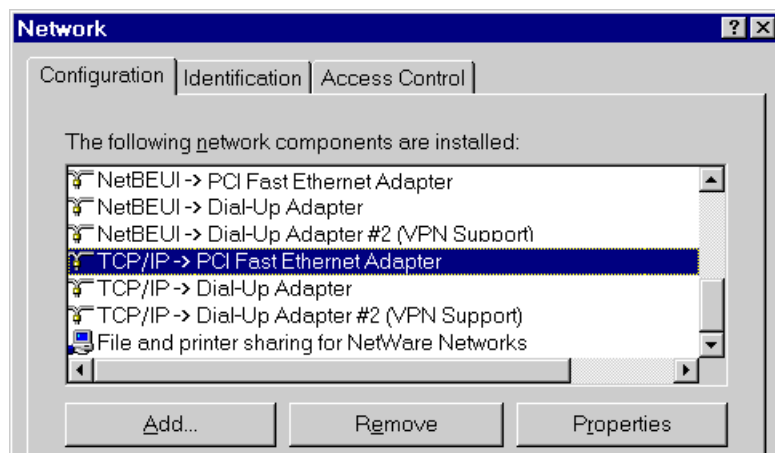 Network
Configuration Identification Access Control
The following network components are installed:
NetBEUI -> PCI Fast Ethernet Adapter
NetBEUI -> Dial-Up Adapter
NetBEUI -> Dial-Up Adapter #2 (VPN Support)
TCP/IP -> PCI Fast Ethernet Adapter
TCP/IP -> Dial-Up Adapter
TCP/IP -> Dial-Up Adapter #2 (VPN Support)
File and printer sharing for NetWare Networks
Add... Remove Properties